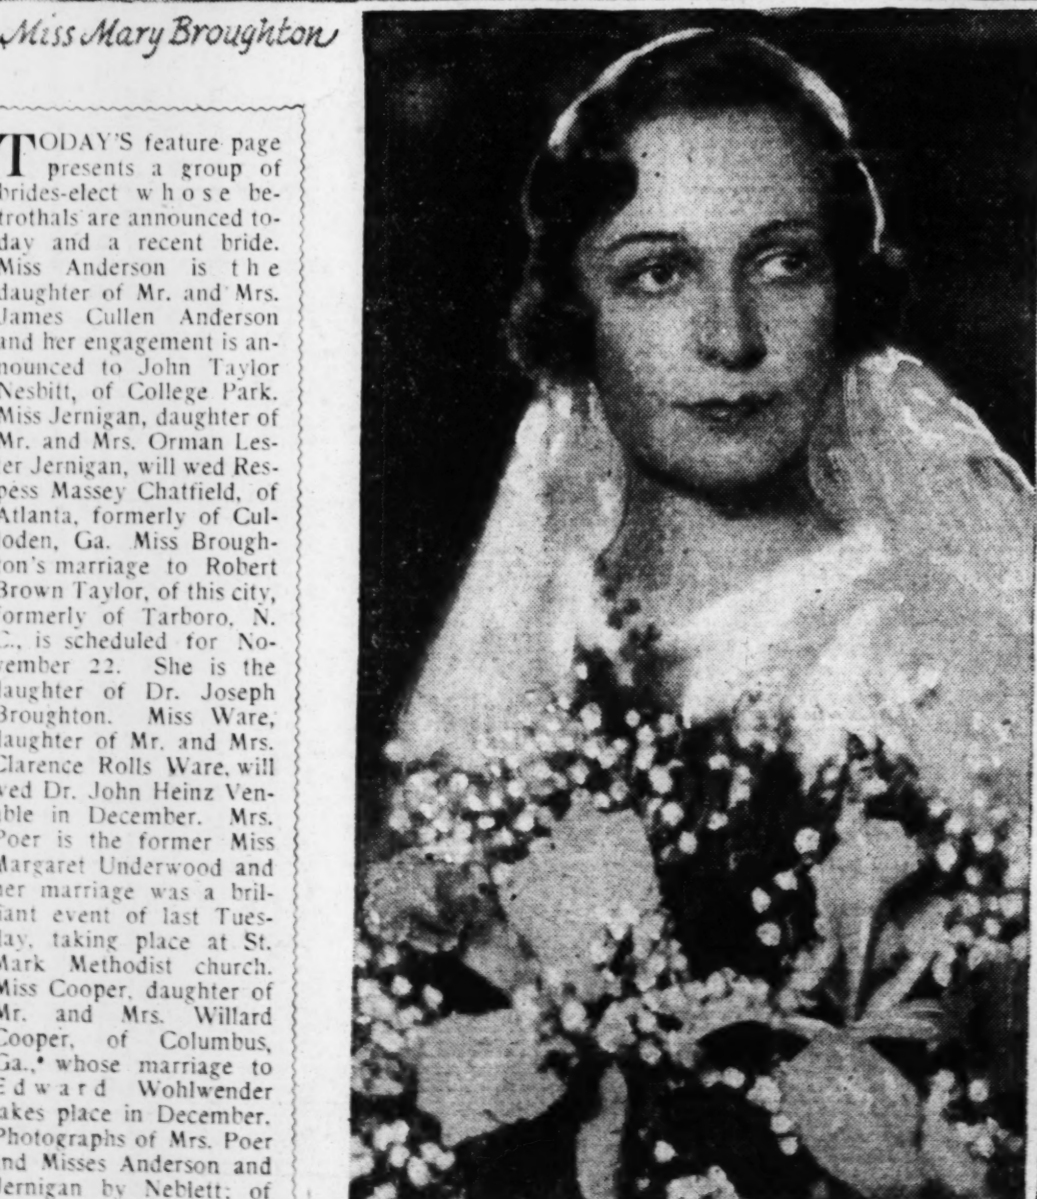 Miss Mary Broughton
TODAY'S feature page
presents a group of
brides-elect whose be-
trothals are announced to-
day and a recent bride.
Miss Anderson is the
daughter of Mr. and Mrs.
James Cullen Anderson
and her engagement is an-
nounced to John Taylor
Nesbitt, of College Park.
Miss Jernigan, daughter of
Mr. and Mrs. Orman Les-
ter Jernigan, will wed Res-
pess Massey Chatfield, of
Atlanta, formerly of Cul-
loden, Ga. Miss Brough-
ton's marriage to Robert
Brown Taylor, of this city,
formerly of Tarboro, N.
C., is scheduled for No-
vember 22. She is the
daughter of Dr. Joseph
Broughton. Miss Ware,
daughter of Mr. and Mrs.
Clarence Rolls Ware, will
wed Dr. John Heinz Ven-
able in December. Mrs.
Poer is the former Miss
Margaret Underwood and
her marriage was a bril-
liant event of last Tues-
day, taking place at St.
Mark Methodist church.
Miss Cooper, daughter of
Mr. and Mrs. Willard
Cooper, of Columbus,
Ga., whose marriage to
Edward Wohlwender
takes place in December.
Photographs of Mrs. Poer
and Misses Anderson and
Jernigan by Neblett; of